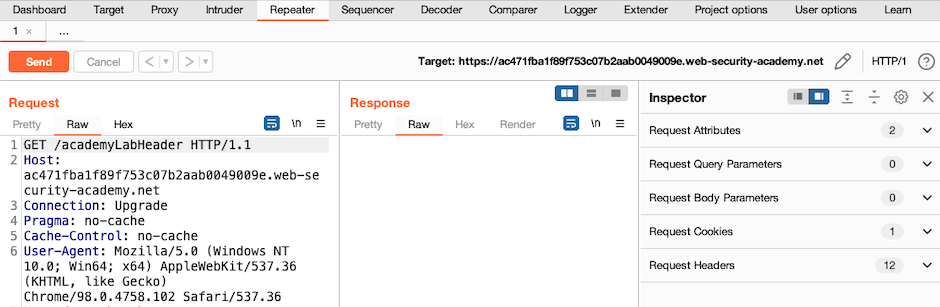 Dashboard Target Proxy Intruder Repeater Sequencer Decoder Comparer Logger Extender Project options User options Learn
1 × ...
Send Cancel < | ▾ > | ▾ Target: https://ac471fba1f89f753c07b2aab0049009e.web-security-academy.net HTTP/1 ?
Request
Pretty Raw Hex \n ≡
1 GET /academyLabHeader HTTP/1.1
2 Host:
ac471fba1f89f753c07b2aab0049009e.web-se
curity-academy.net
3 Connection: Upgrade
4 Pragma: no-cache
5 Cache-Control: no-cache
6 User-Agent: Mozilla/5.0 (Windows NT
10.0; Win64; x64) AppleWebKit/537.36
(KHTML, like Gecko)
Chrome/98.0.4758.102 Safari/537.36
Response
Pretty Raw Hex Render \n ≡
Inspector
Request Attributes 2
Request Query Parameters 0
Request Body Parameters 0
Request Cookies 1
Request Headers 12